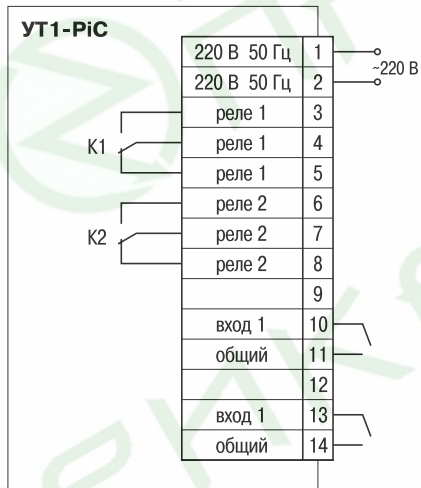 УТ1-PiC
220 В 50 Гц 1
~220 В
220 В 50 Гц 2
реле 1 3
К1 реле 1 4
реле 1 5
реле 2 6
К2 реле 2 7
реле 2 8
9
вход 1 10
общий 11
12
вход 1 13
общий 14